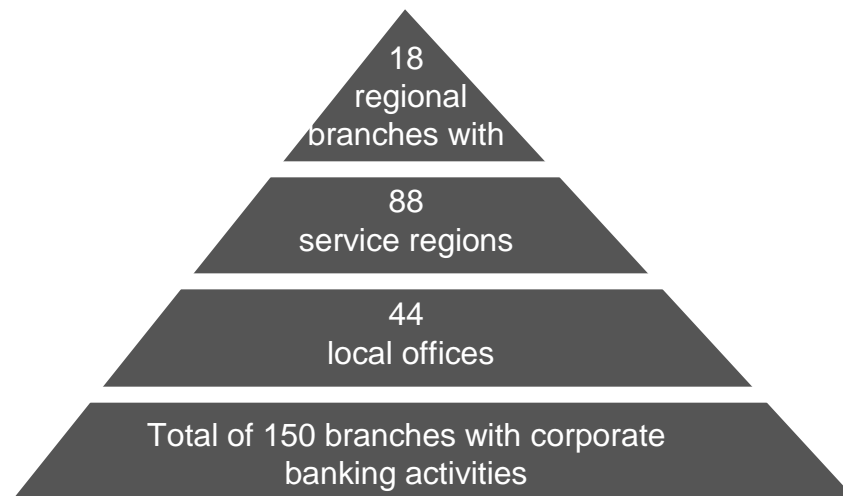 18
regional
branches with
88
service regions
44
local offices
Total of 150 branches with corporate
banking activities